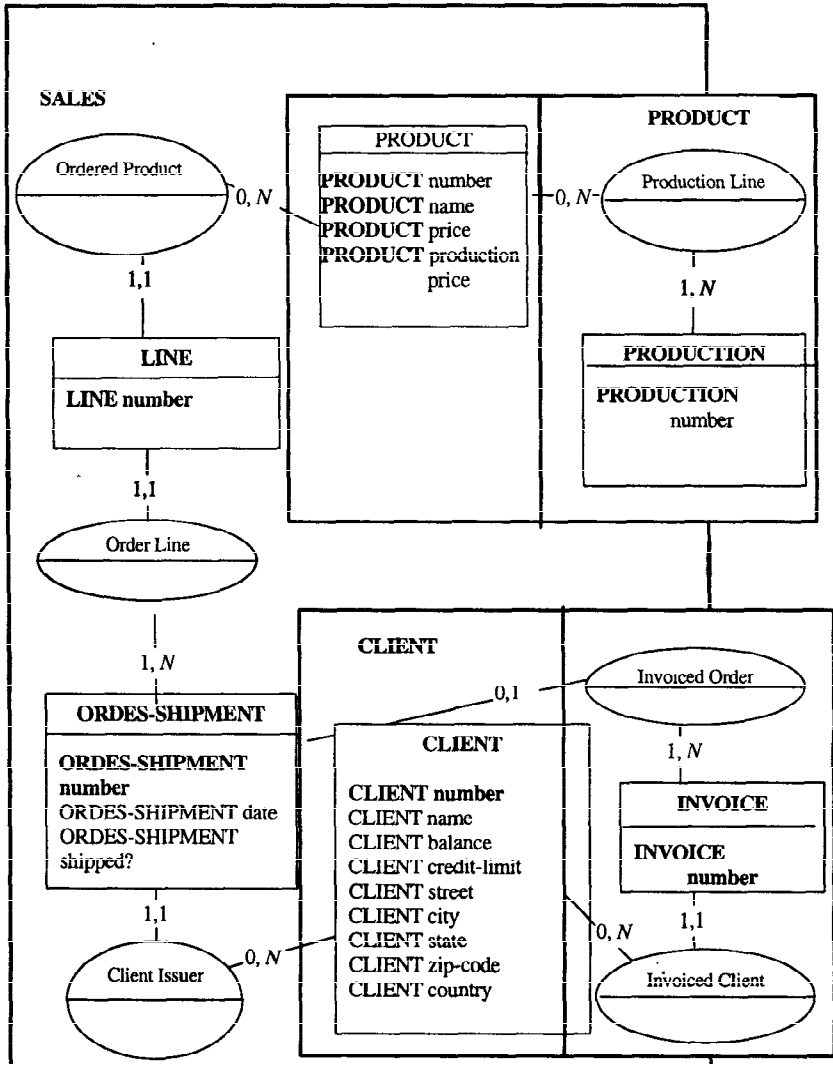 SALES
Ordered Product
0, N
1,1
LINE
LINE number
1,1
Order Line
1, N
ORDES-SHIPMENT
ORDES-SHIPMENT
number
ORDES-SHIPMENT date
ORDES-SHIPMENT
shipped?
1,1
Client Issuer
0, N
PRODUCT
PRODUCT number
PRODUCT name
PRODUCT price
PRODUCT production
price
PRODUCT
0, N
Production Line
1, N
PRODUCTION
PRODUCTION
number
CLIENT
0,1
CLIENT
CLIENT number
CLIENT name
CLIENT balance
CLIENT credit-limit
CLIENT street
CLIENT city
CLIENT state
CLIENT zip-code
CLIENT country
Invoiced Order
1, N
INVOICE
INVOICE
number
1,1
0, N
Invoiced Client